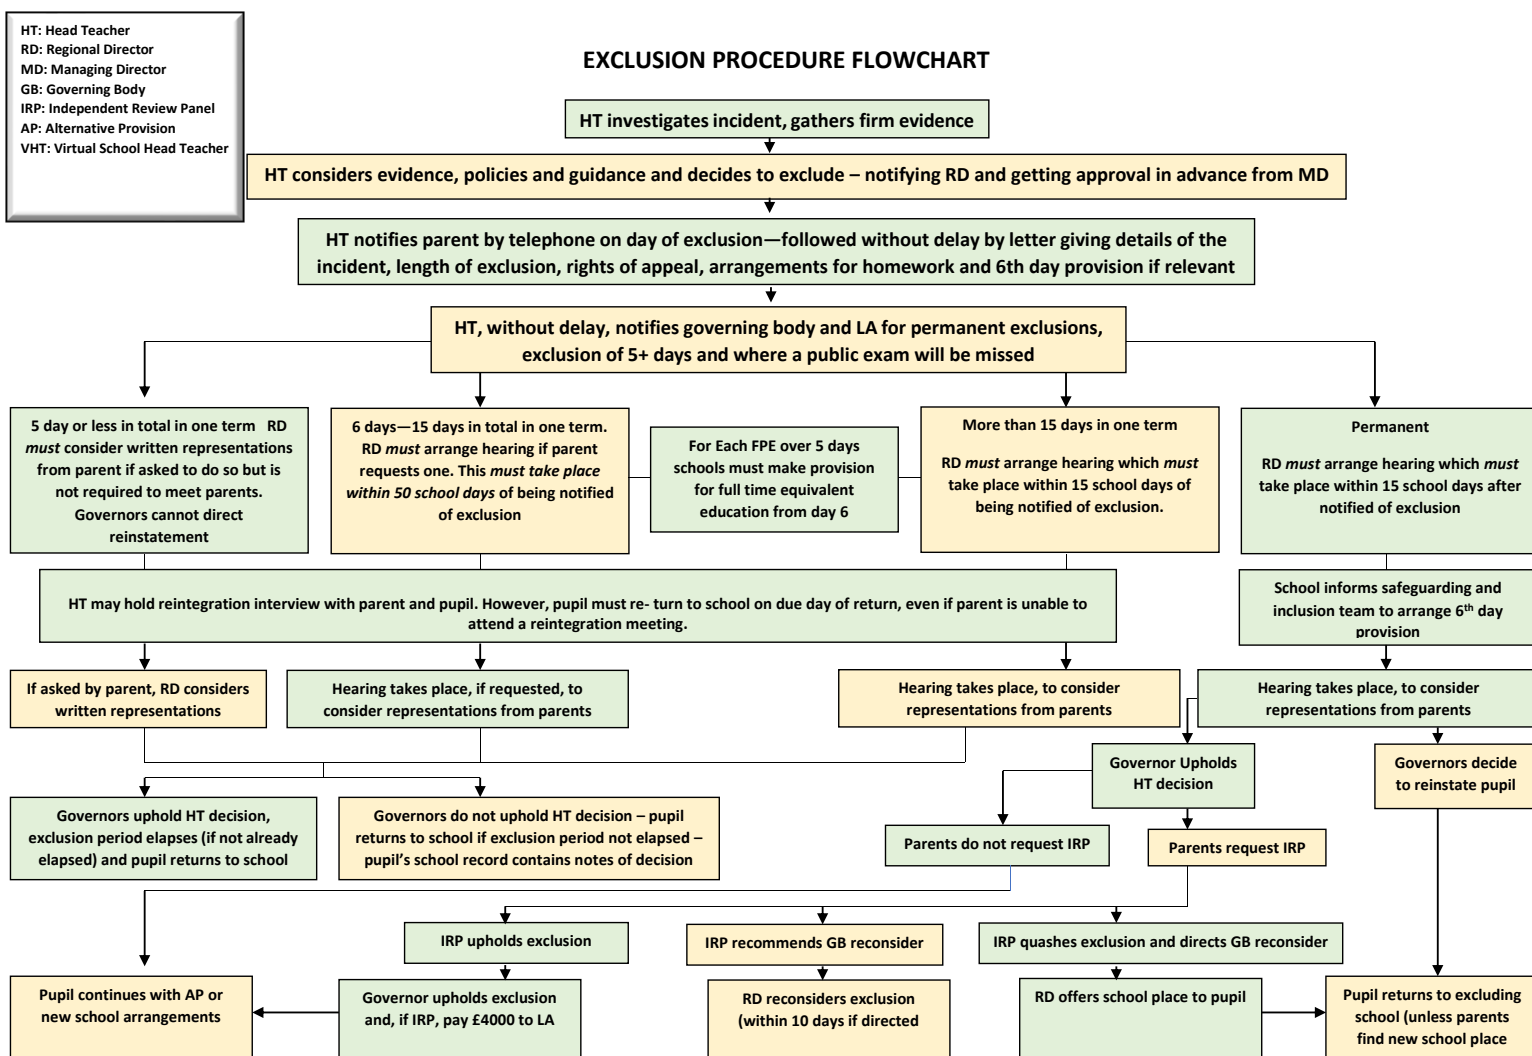 HT: Head Teacher
RD: Regional Director
MD: Managing Director
GB: Governing Body
IRP: Independent Review Panel
AP: Alternative Provision
VHT: Virtual School Head Teacher
EXCLUSION PROCEDURE FLOWCHART
HT investigates incident, gathers firm evidence
HT considers evidence, policies and guidance and decides to exclude – notifying RD and getting approval in advance from MD
HT notifies parent by telephone on day of exclusion—followed without delay by letter giving details of the
incident, length of exclusion, rights of appeal, arrangements for homework and 6th day provision if relevant
HT, without delay, notifies governing body and LA for permanent exclusions,
exclusion of 5+ days and where a public exam will be missed
5 day or less in total in one term RD
must consider written representations
from parent if asked to do so but is
not required to meet parents.
Governors cannot direct
reinstatement
6 days—15 days in total in one term.
RD must arrange hearing if parent
requests one. This must take place
within 50 school days of being notified
of exclusion
For Each FPE over 5 days
schools must make provision
for full time equivalent
education from day 6
More than 15 days in one term
RD must arrange hearing which must
take place within 15 school days of
being notified of exclusion.
Permanent
RD must arrange hearing which must
take place within 15 school days after
notified of exclusion
HT may hold reintegration interview with parent and pupil. However, pupil must re- turn to school on due day of return, even if parent is unable to
attend a reintegration meeting.
School informs safeguarding and
inclusion team to arrange 6th day
provision
If asked by parent, RD considers
written representations
Hearing takes place, if requested, to
consider representations from parents
Hearing takes place, to consider
representations from parents
Hearing takes place, to consider
representations from parents
Governor Upholds
HT decision
Governors decide
to reinstate pupil
Governors uphold HT decision,
exclusion period elapses (if not already
elapsed) and pupil returns to school
Governors do not uphold HT decision – pupil
returns to school if exclusion period not elapsed –
pupil's school record contains notes of decision
Parents do not request IRP
Parents request IRP
IRP upholds exclusion
IRP recommends GB reconsider
IRP quashes exclusion and directs GB reconsider
Pupil continues with AP or
new school arrangements
Governor upholds exclusion
and, if IRP, pay £4000 to LA
RD reconsiders exclusion
(within 10 days if directed
RD offers school place to pupil
Pupil returns to excluding
school (unless parents
find new school place